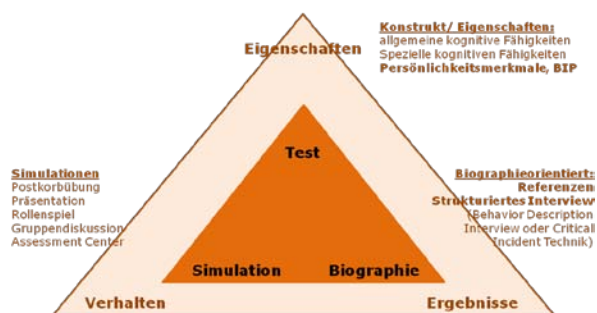 Konstrukt/ Eigenschaften:
allgemeine kognitive Fähigkeiten
Spezielle kognitiven Fähigkeiten
Persönlichkeitsmerkmale, BIP
Eigenschaften
Test
Simulationen
Postkorbübung
Präsentation
Rollenspiel
Gruppendiskussion
Assessment Center
Biographieorientiert:
Referenzen
Strukturiertes Interview
(Behavior Description
Interview oder Critical
Incident Technik)
Simulation
Biographie
Verhalten
Ergebnisse